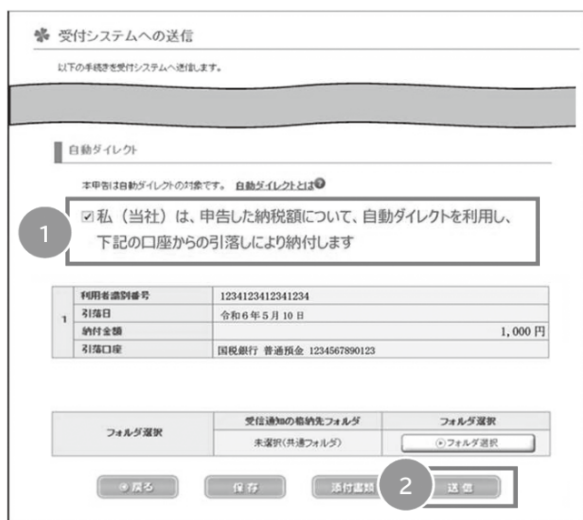 受付システムへの送信
以下の手続きを受付システムへ送信します。
自動ダイレクト
本申告は自動ダイレクトの対象です。 自動ダイレクトとは?
1
☑私（当社）は、申告した納税額について、自動ダイレクトを利用し、
下記の口座からの引落しにより納付します
1
利用者識別番号 1234123412341234
引落日 令和6年5月10日
納付金額 1,000円
引落口座 国税銀行 普通預金 1234567890123
フォルダ選択
受信通知の格納先フォルダ フォルダ選択
未選択(共通フォルダ) フォルダ選択
戻る 保存 添付書類 2 送信